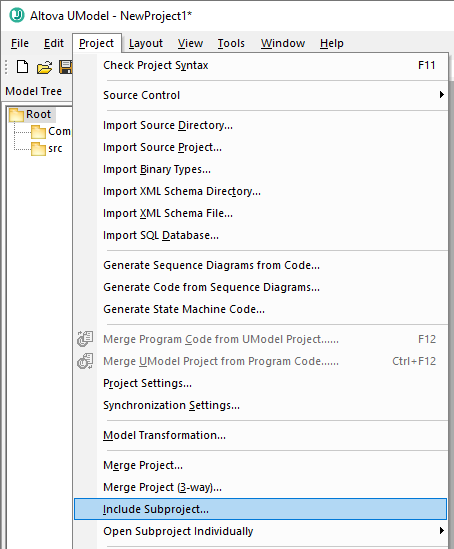 Altova UModel - NewProject1*
File Edit Project Layout View Tools Window Help
Model Tree
Root
Com
src
Check Project Syntax F11
Source Control
Import Source Directory...
Import Source Project...
Import Binary Types...
Import XML Schema Directory...
Import XML Schema File...
Import SQL Database...
Generate Sequence Diagrams from Code...
Generate Code from Sequence Diagrams...
Generate State Machine Code...
Merge Program Code from UModel Project...... F12
Merge UModel Project from Program Code...... Ctrl+F12
Project Settings...
Synchronization Settings...
Model Transformation...
Merge Project...
Merge Project (3-way)...
Include Subproject...
Open Subproject Individually